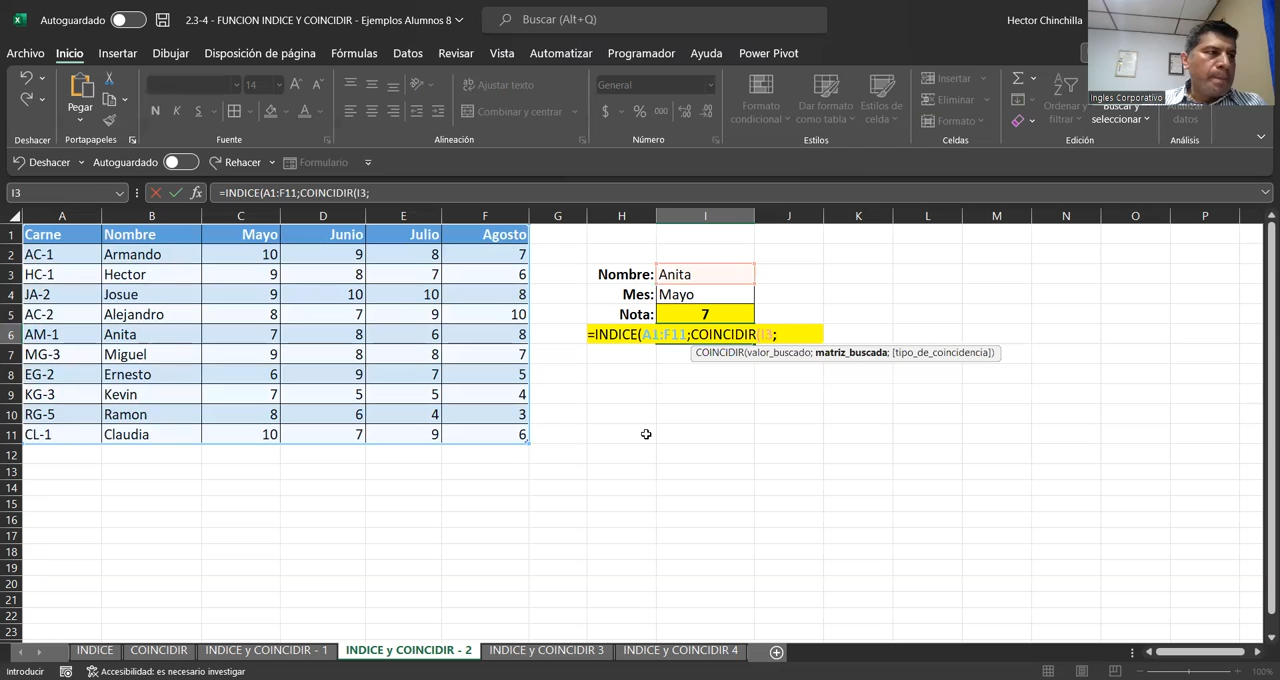 Autoguardado 2.3-4 - FUNCION INDICE Y COINCIDIR - Ejemplos Alumnos 8 Buscar (Alt+Q) Hector Chinchilla
Archivo Inicio Insertar Dibujar Disposición de página Fórmulas Datos Revisar Vista Automatizar Programador Ayuda Power Pivot
14 Ajustar texto General Insertar
Pegar Formato Dar formato Estilos de Eliminar Ordenar y Buscar y Analizar
N K S Combinar y centrar $ % 000 condicional como tabla celda Formato filtrar seleccionar datos
Ingles Corporativo
Deshacer Portapapeles Fuente Alineación Número Estilos Celdas Edición Análisis
Deshacer Autoguardado Rehacer Formulario
I3 fx =INDICE(A1:F11;COINCIDIR(I3;
A B C D E F G H I J K L M N O P
1 Carne Nombre Mayo Junio Julio Agosto
2 AC-1 Armando 10 9 8 7
3 HC-1 Hector 9 8 7 6 Nombre: Anita
4 JA-2 Josue 9 10 10 8 Mes: Mayo
5 AC-2 Alejandro 8 7 9 10 Nota: 7
6 AM-1 Anita 7 8 6 8 =INDICE(A1:F11;COINCIDIR(I3;
COINCIDIR(valor_buscado; matriz_buscada; [tipo_de_coincidencia])
7 MG-3 Miguel 9 8 8 7
8 EG-2 Ernesto 6 9 7 5
9 KG-3 Kevin 7 5 5 4
10 RG-5 Ramon 8 6 4 3
11 CL-1 Claudia 10 7 9 6
12
13
14
15
16
17
18
19
20
21
22
23
INDICE COINCIDIR INDICE y COINCIDIR - 1 INDICE y COINCIDIR - 2 INDICE y COINCIDIR 3 INDICE y COINCIDIR 4
Introducir Accesibilidad: es necesario investigar 100%